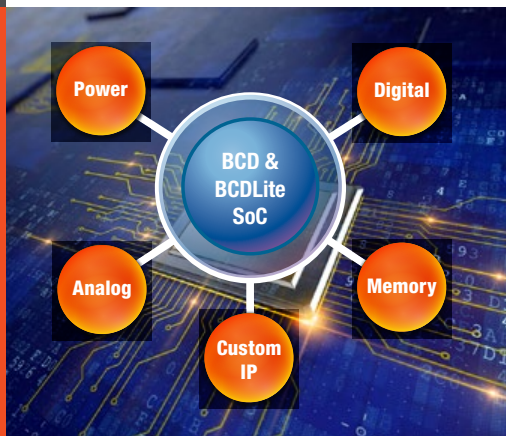 Power
Digital
BCD &
BCDLite
SoC
Analog
Memory
Custom
IP